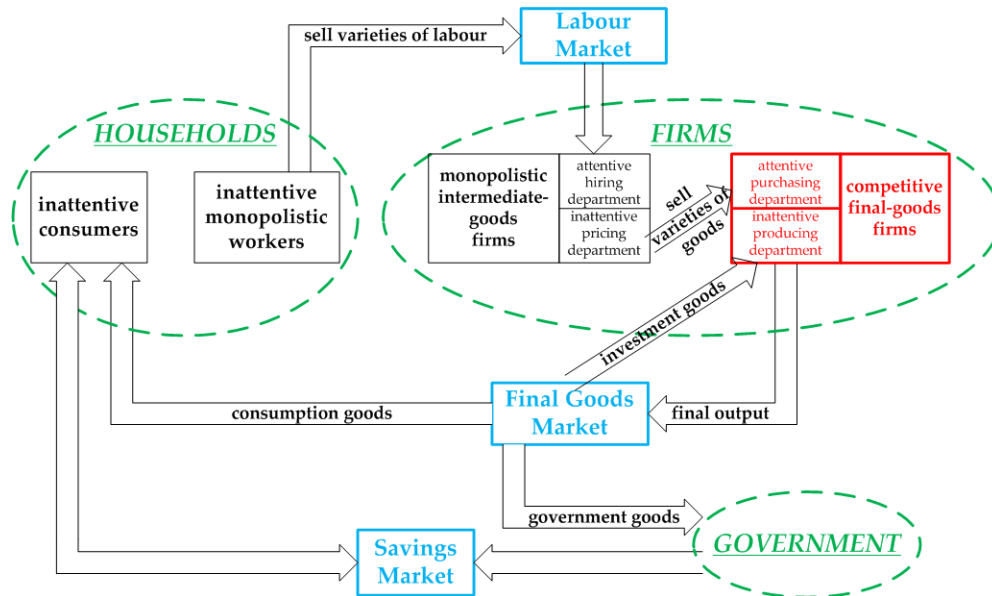 sell varieties of labour
Labour
Market
HOUSEHOLDS
FIRMS
inattentive
consumers
inattentive
monopolistic
workers
monopolistic
intermediate-
goods
firms
attentive
hiring
department
inattentive
pricing
department
sell
varieties of
goods
attentive
purchasing
department
inattentive
producing
department
competitive
final-goods
firms
investment goods
consumption goods
Final Goods
Market
final output
government goods
GOVERNMENT
Savings
Market